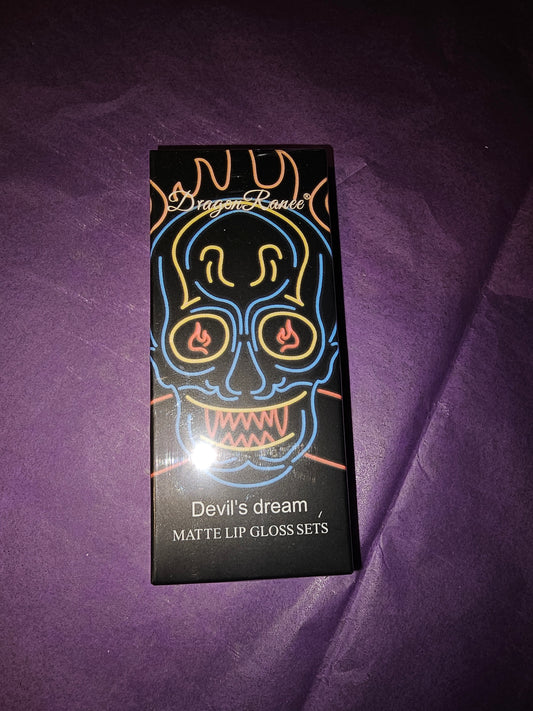 DragonRanee®
Devil's dream
MATTE LIP GLOSS SETS